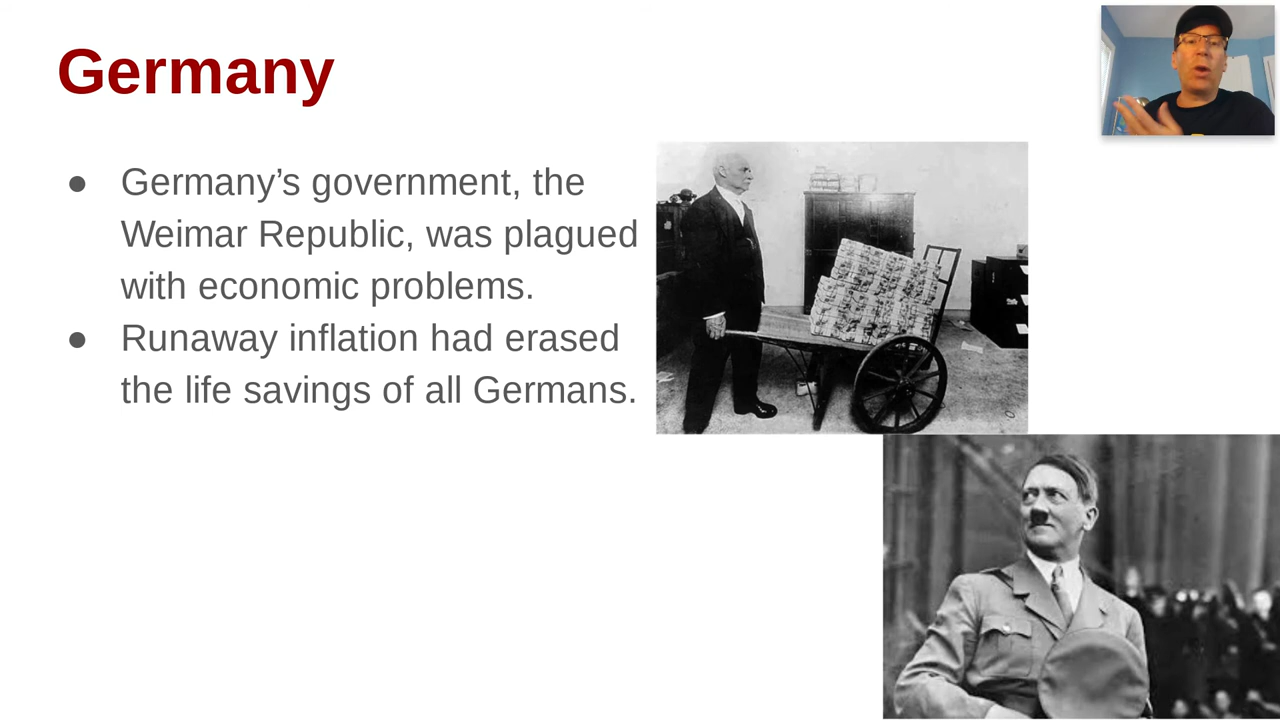 Germany
● Germany’s government, the
Weimar Republic, was plagued
with economic problems.
● Runaway inflation had erased
the life savings of all Germans.